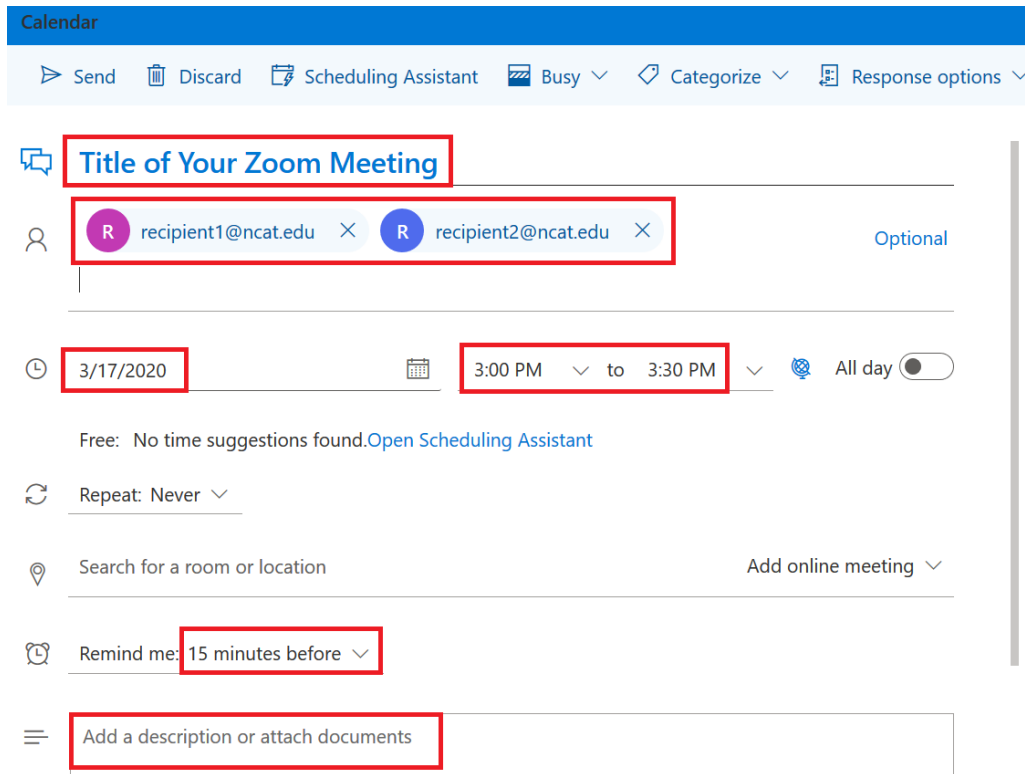 Calendar
Send Discard Scheduling Assistant Busy Categorize Response options
Title of Your Zoom Meeting
R recipient1@ncat.edu R recipient2@ncat.edu
Optional
3/17/2020 3:00 PM to 3:30 PM All day
Free: No time suggestions found.Open Scheduling Assistant
Repeat: Never
Search for a room or location Add online meeting
Remind me: 15 minutes before
Add a description or attach documents